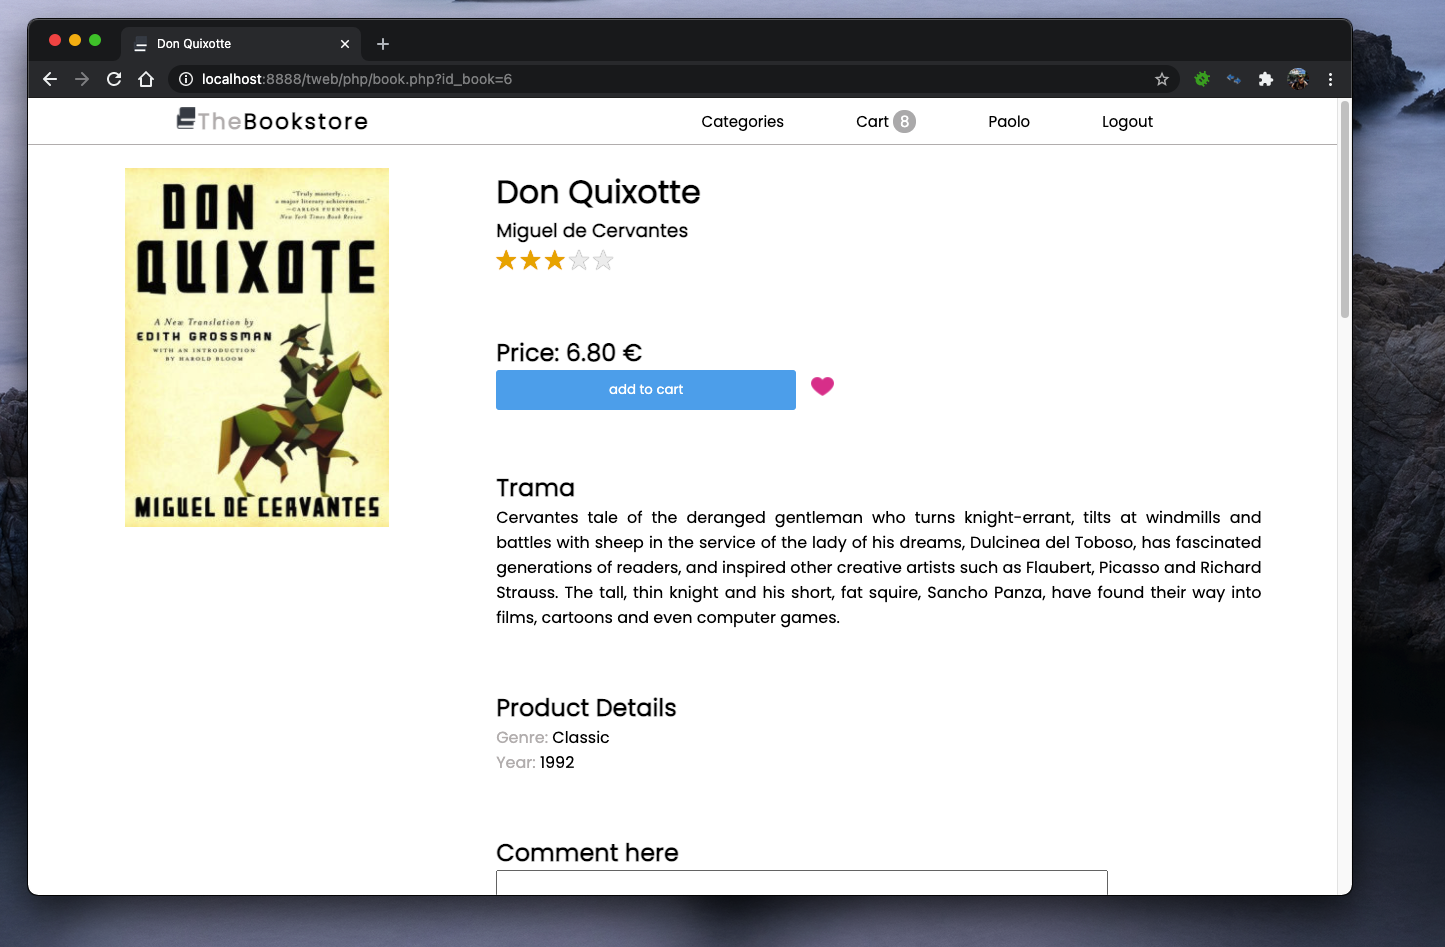 Don Quixotte
localhost:8888/tweb/php/book.php?id_book=6
TheBookstore
Categories
Cart 8
Paolo
Logout
DON
QUIXOTE
"Truly masterly...
a major literary achievement."
—CARLOS FUENTES,
New York Times Book Review
A New Translation by
EDITH GROSSMAN
WITH AN INTRODUCTION
BY HAROLD BLOOM
MIGUEL DE CERVANTES
Don Quixotte
Miguel de Cervantes
Price: 6.80 €
add to cart
Trama
Cervantes tale of the deranged gentleman who turns knight-errant, tilts at windmills and
battles with sheep in the service of the lady of his dreams, Dulcinea del Toboso, has fascinated
generations of readers, and inspired other creative artists such as Flaubert, Picasso and Richard
Strauss. The tall, thin knight and his short, fat squire, Sancho Panza, have found their way into
films, cartoons and even computer games.
Product Details
Genre: Classic
Year: 1992
Comment here